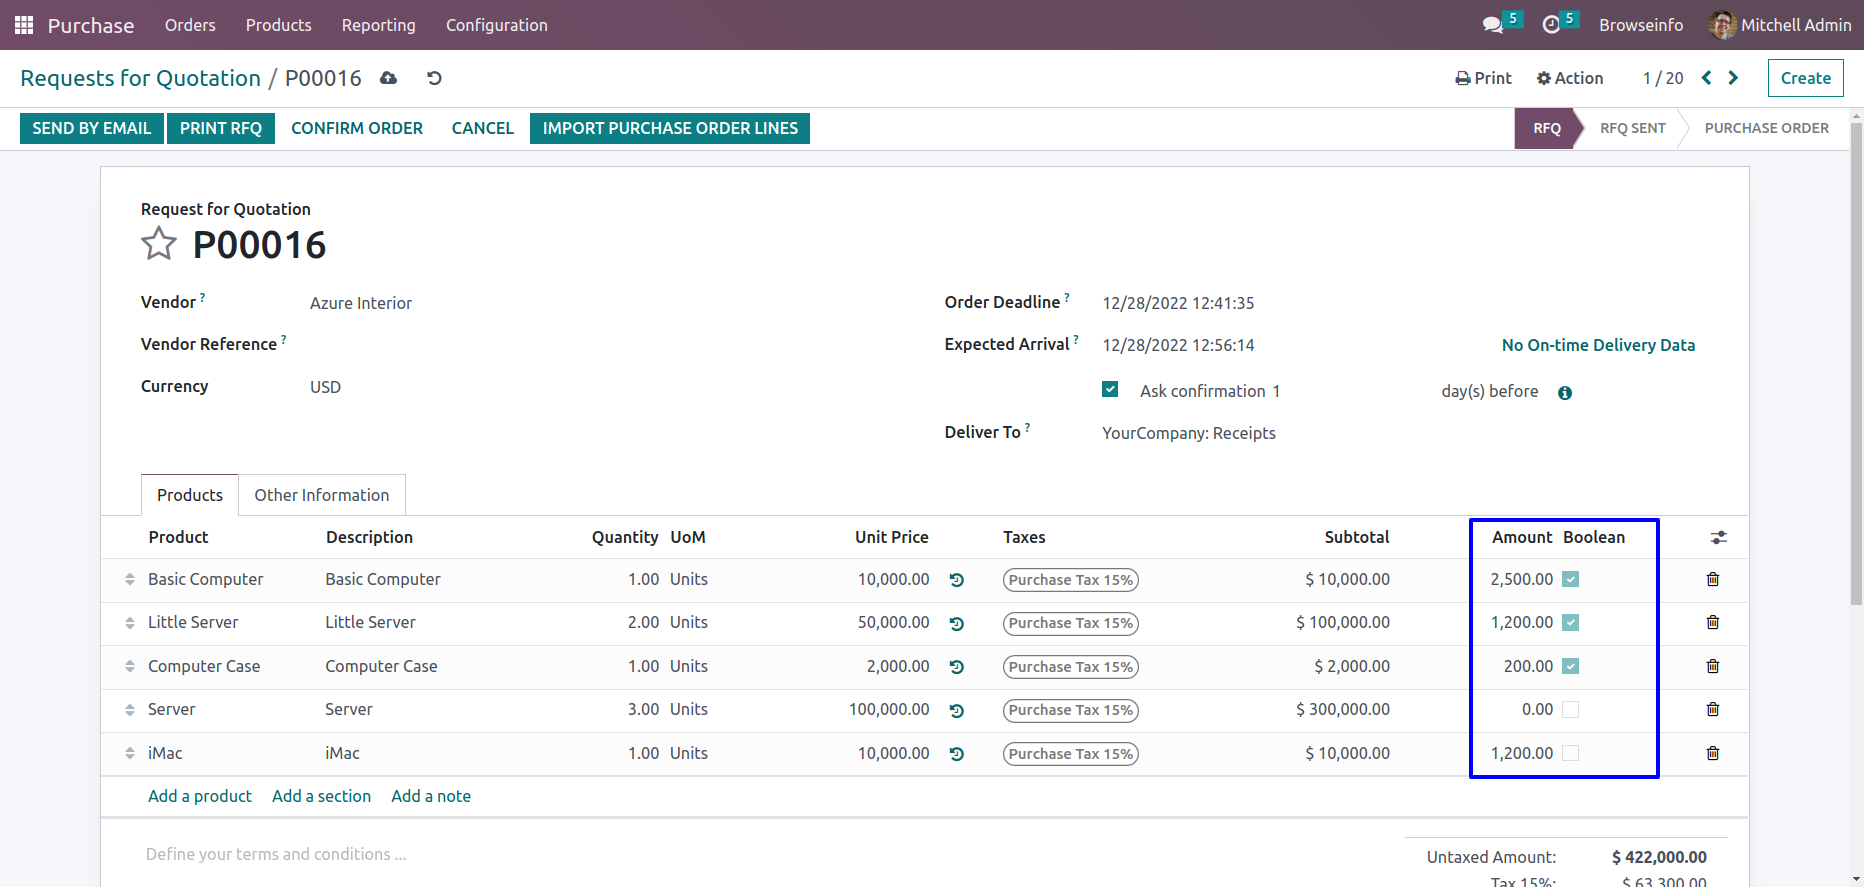 Purchase Orders Products Reporting Configuration 5 5 Browseinfo Mitchell Admin
Requests for Quotation / P00016 Print Action 1 / 20 Create
SEND BY EMAIL PRINT RFQ CONFIRM ORDER CANCEL IMPORT PURCHASE ORDER LINES RFQ RFQ SENT PURCHASE ORDER
Request for Quotation
P00016
Vendor ? Azure Interior Order Deadline ? 12/28/2022 12:41:35
Vendor Reference ? Expected Arrival ? 12/28/2022 12:56:14 No On-time Delivery Data
Currency USD Ask confirmation 1 day(s) before
Deliver To ? YourCompany: Receipts
Products Other Information
Product Description Quantity UoM Unit Price Taxes Subtotal Amount Boolean
Basic Computer Basic Computer 1.00 Units 10,000.00 Purchase Tax 15% $ 10,000.00 2,500.00
Little Server Little Server 2.00 Units 50,000.00 Purchase Tax 15% $ 100,000.00 1,200.00
Computer Case Computer Case 1.00 Units 2,000.00 Purchase Tax 15% $ 2,000.00 200.00
Server Server 3.00 Units 100,000.00 Purchase Tax 15% $ 300,000.00 0.00
iMac iMac 1.00 Units 10,000.00 Purchase Tax 15% $ 10,000.00 1,200.00
Add a product Add a section Add a note
Define your terms and conditions ... Untaxed Amount: $ 422,000.00
Tax 15%: $ 63,300.00